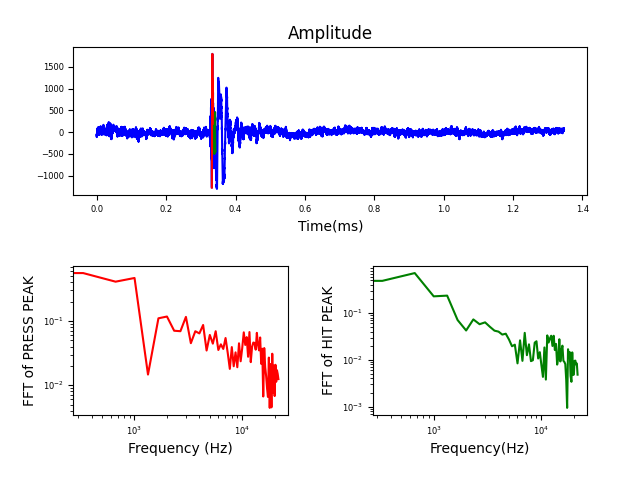 Amplitude
1500
1000
500
0
−500
−1000
0.0 0.2 0.4 0.6 0.8 1.0 1.2 1.4
Time(ms)
FFT of PRESS PEAK
10⁻¹
10⁻²
10³ 10⁴
Frequency (Hz)
FFT of HIT PEAK
10⁻¹
10⁻²
10⁻³
10³ 10⁴
Frequency(Hz)